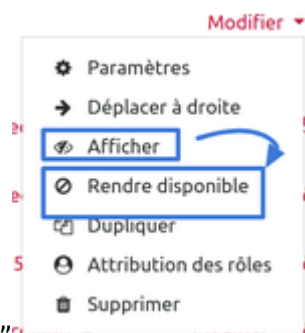 Modifier
Paramètres
Déplacer à droite
Afficher
Rendre disponible
Dupliquer
Attribution des rôles
Supprimer